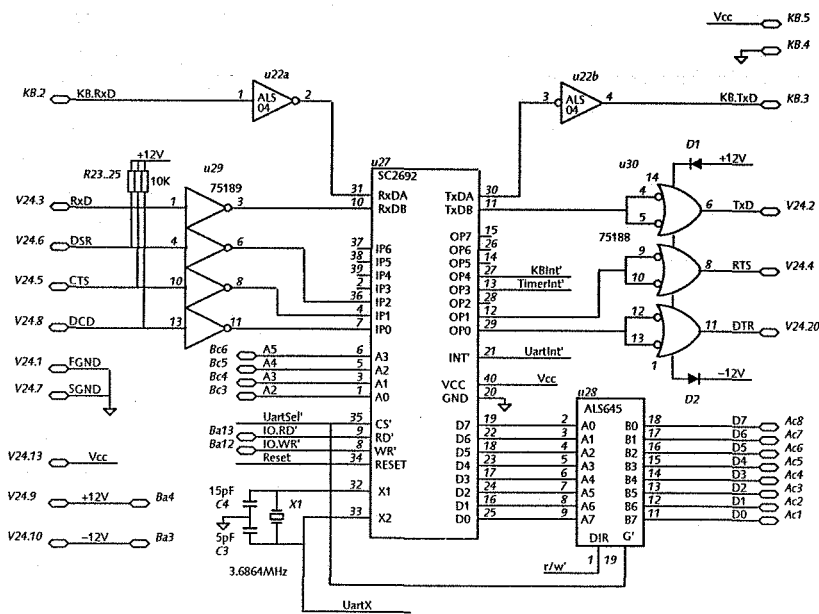 Vcc KB.5
KB.4
u22a
u22b
KB.2 KB.RxD 1 ALS 04 2
3 ALS 04 4 KB.TxD KB.3
u27
SC2692
+12V
R23..25 10K
u29
75189
V24.3 RxD 1 3
V24.6 DSR 4 6
V24.5 CTS 10 8
V24.8 DCD 13 11
V24.1 FGND
V24.7 SGND
V24.13 Vcc
V24.9 +12V Ba4
V24.10 −12V Ba3
31 RxDA
10 RxDB
37 IP6
38 IP5
39 IP4
2 IP3
36 IP2
4 IP1
7 IP0
Bc6 A5 6 A3
Bc5 A4 5 A2
Bc4 A3 3 A1
Bc3 A2 1 A0
UartSel' 35 CS'
Ba13 IO.RD' 9 RD'
Ba12 IO.WR' 8 WR'
Reset 34 RESET
32 X1
33 X2
15pF
C4
X1
5pF
C3
3.6864MHz
UartX
TxDA 30
TxDB 11
OP7 15
OP6 26
OP5 14
OP4 27 KBInt'
OP3 13 TimerInt'
OP2 28
OP1 12
OP0 29
INT' 21 UartInt'
VCC 40 Vcc
GND 20
D7 19
D6 22
D5 18
D4 23
D3 17
D2 24
D1 16
D0 25
D1
+12V
u30
14
75188
4
5
6 TxD V24.2
9
10
8 RTS V24.4
12
13
11 DTR V24.20
1
−12V
D2
u28
ALS645
2 A0 B0 18 D7 Ac8
3 A1 B1 17 D6 Ac7
4 A2 B2 16 D5 Ac6
5 A3 B3 15 D4 Ac5
6 A4 B4 14 D3 Ac4
7 A5 B5 13 D2 Ac3
8 A6 B6 12 D1 Ac2
9 A7 B7 11 D0 Ac1
DIR G'
r/w' 1 19